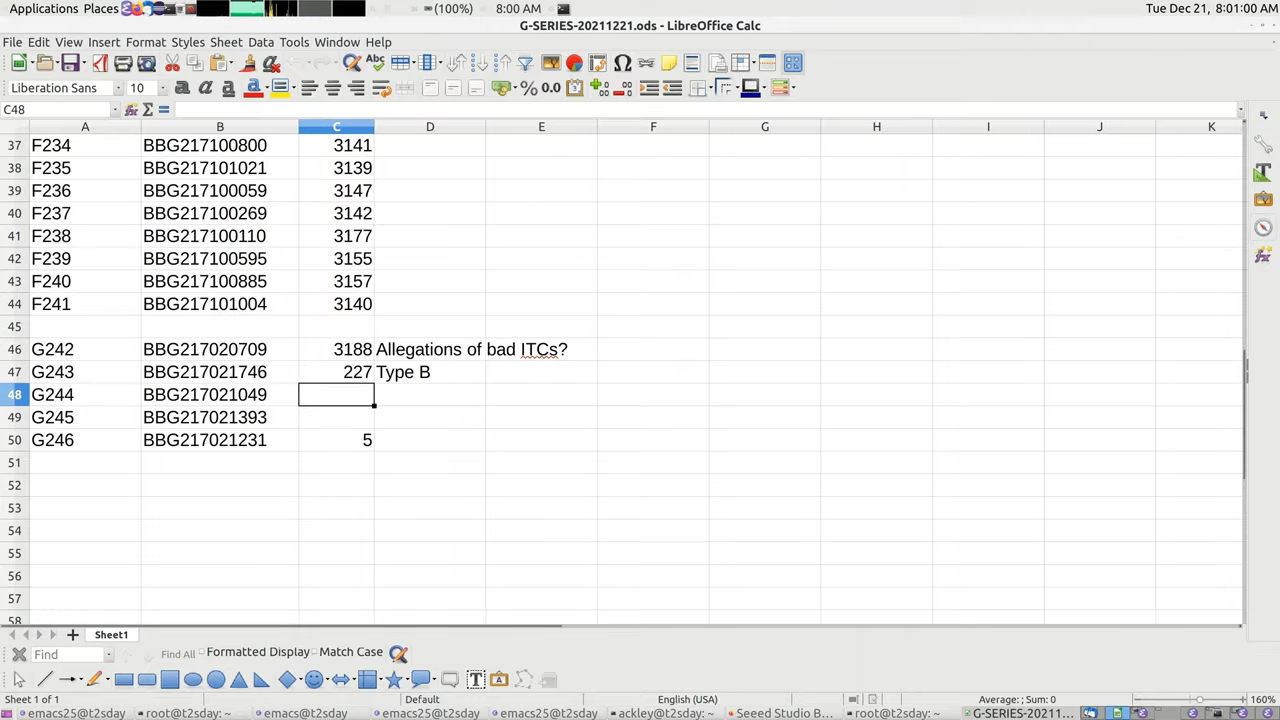 Applications Places (100%) 8:00 AM Tue Dec 21, 8:01:00 AM
G-SERIES-20211221.ods - LibreOffice Calc
File Edit View Insert Format Styles Sheet Data Tools Window Help
Liberation Sans 10
C48
A B C D E F G H I J K
37 F234 BBG217100800 3141
38 F235 BBG217101021 3139
39 F236 BBG217100059 3147
40 F237 BBG217100269 3142
41 F238 BBG217100110 3177
42 F239 BBG217100595 3155
43 F240 BBG217100885 3157
44 F241 BBG217101004 3140
45
46 G242 BBG217020709 3188 Allegations of bad ITCs?
47 G243 BBG217021746 227 Type B
48 G244 BBG217021049
49 G245 BBG217021393
50 G246 BBG217021231 5
51
52
53
54
55
56
57
58
Sheet1
Find Find All Formatted Display Match Case
Sheet 1 of 1 Default English (USA) Average: ; Sum: 0 160%
emacs25@t2sday root@t2sday: ~ emacs@t2sday emacs25@t2sday emacs25@t2sday ackley@t2sday: ~ Seeed Studio B... root@t2sday: ~ G-SERIES-202111...